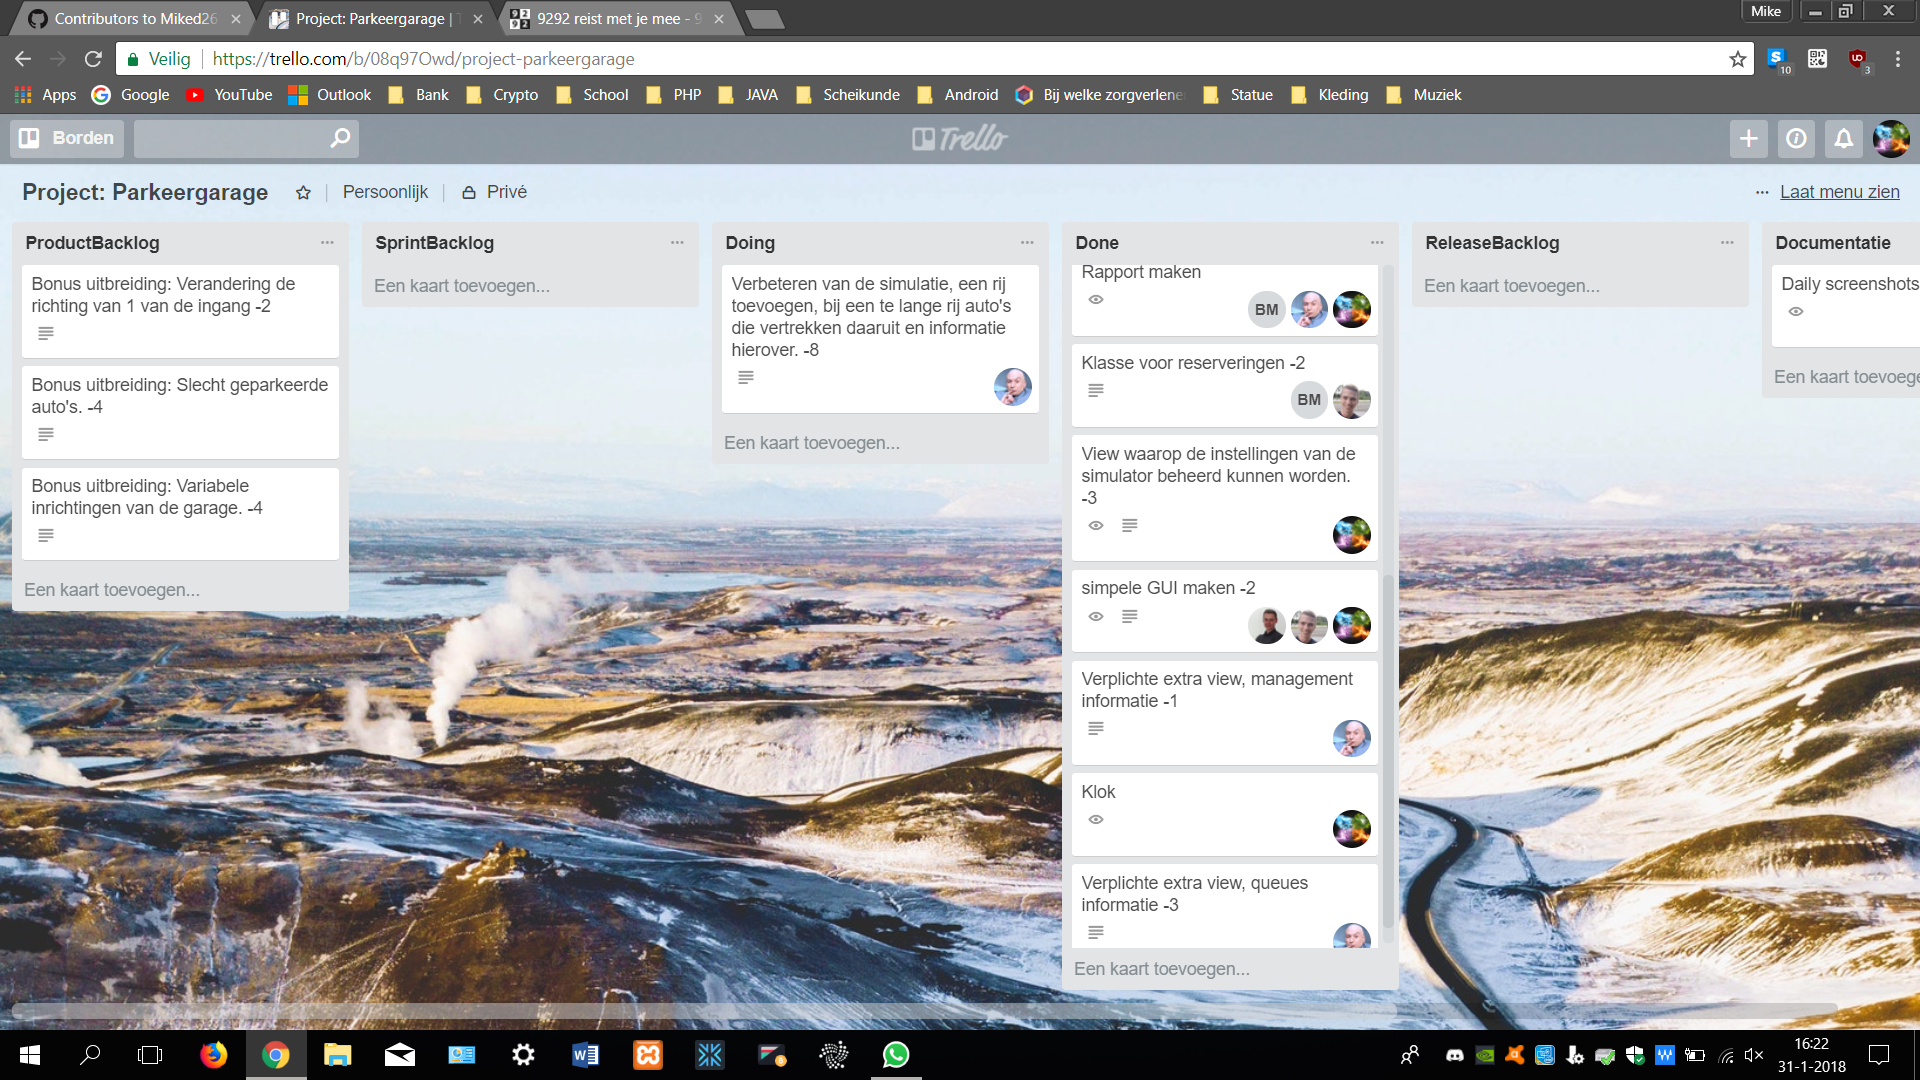 Contributors to Miked26
Project: Parkeergarage | T
9292 reist met je mee - 9
Mike
Veilig
https://trello.com/b/08q97Owd/project-parkeergarage
10
3
Apps
Google
YouTube
Outlook
Bank
Crypto
School
PHP
JAVA
Scheikunde
Android
Bij welke zorgverlene
Statue
Kleding
Muziek
Borden
Trello
Project: Parkeergarage
Persoonlijk
Privé
Laat menu zien
ProductBacklog
Bonus uitbreiding: Verandering de
richting van 1 van de ingang -2
Bonus uitbreiding: Slecht geparkeerde
auto's. -4
Bonus uitbreiding: Variabele
inrichtingen van de garage. -4
Een kaart toevoegen...
SprintBacklog
Een kaart toevoegen...
Doing
Verbeteren van de simulatie, een rij
toevoegen, bij een te lange rij auto's
die vertrekken daaruit en informatie
hierover. -8
Een kaart toevoegen...
Done
Rapport maken
BM
Klasse voor reserveringen -2
BM
View waarop de instellingen van de
simulator beheerd kunnen worden.
-3
simpele GUI maken -2
Verplichte extra view, management
informatie -1
Klok
Verplichte extra view, queues
informatie -3
Een kaart toevoegen...
ReleaseBacklog
Een kaart toevoegen...
Documentatie
Daily screenshots
Een kaart toevoege
16:22
31-1-2018